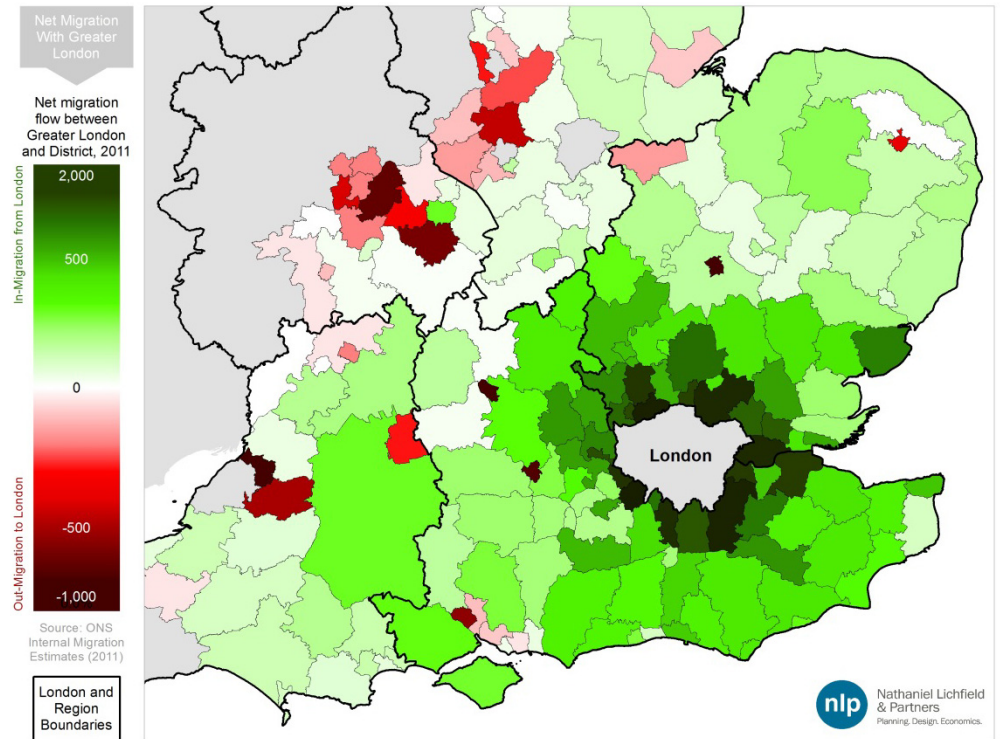 Net Migration
With Greater
London
Net migration
flow between
Greater London
and District, 2011
In-Migration from London
Out-Migration to London
2,000
500
0
-500
-1,000
Source: ONS
Internal Migration
Estimates (2011)
London and
Region
Boundaries
London
nlp
Nathaniel Lichfield
& Partners
Planning. Design. Economics.